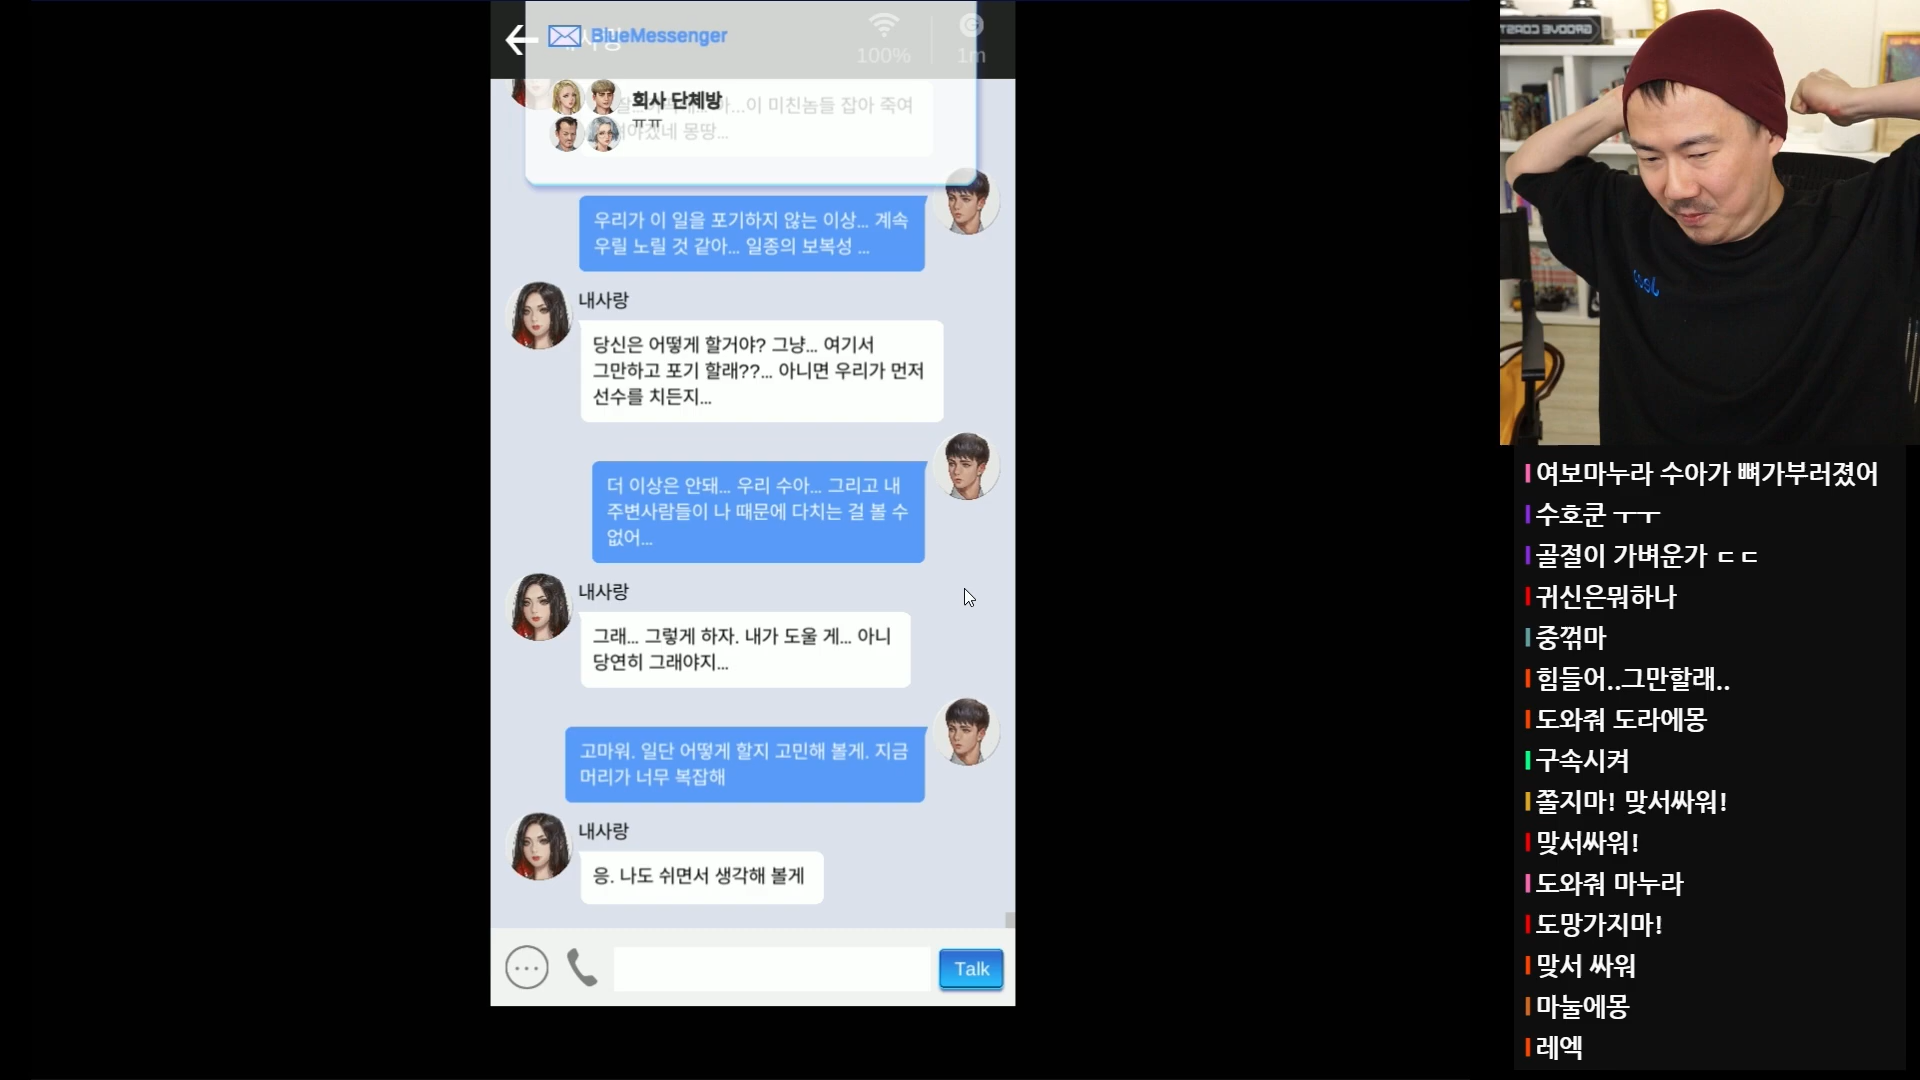 BlueMessenger
100%
1m
회사 단체방
ㅠㅠ
이 미친놈들 잡아 죽여
몽땅...
우리가 이 일을 포기하지 않는 이상... 계속
우릴 노릴 것 같아... 일종의 보복성 ...
내사랑
당신은 어떻게 할거야? 그냥... 여기서
그만하고 포기 할래??... 아니면 우리가 먼저
선수를 치든지...
더 이상은 안돼... 우리 수아... 그리고 내
주변사람들이 나 때문에 다치는 걸 볼 수
없어...
내사랑
그래... 그렇게 하자. 내가 도울 게... 아니
당연히 그래야지...
고마워. 일단 어떻게 할지 고민해 볼게. 지금
머리가 너무 복잡해
내사랑
응. 나도 쉬면서 생각해 볼게
Talk
여보마누라 수아가 뼈가부러졌어
수호쿤 ㅜㅜ
골절이 가벼운가 ㄷㄷ
귀신은뭐하나
중꺾마
힘들어..그만할래..
도와줘 도라에몽
구속시켜
쫄지마! 맞서싸워!
맞서싸워!
도와줘 마누라
도망가지마!
맞서 싸워
마눌에몽
레엑